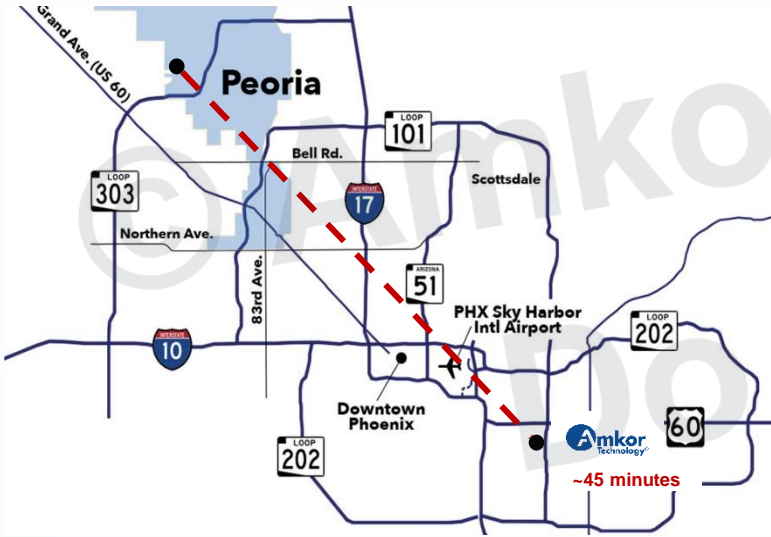 Grand Ave. (US 60)
Peoria
LOOP
101
Bell Rd.
LOOP
303
INTERSTATE
17
Scottsdale
Northern Ave.
83rd Ave.
ARIZONA
51
PHX Sky Harbor
Intl Airport
LOOP
202
INTERSTATE
10
Downtown
Phoenix
LOOP
202
Amkor
Technology
60
~45 minutes
© Amko
Do